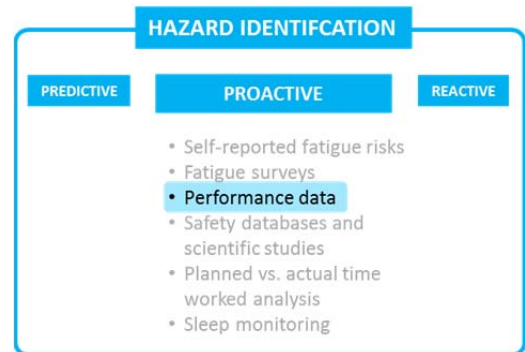 HAZARD IDENTIFCATION
PREDICTIVE
PROACTIVE
REACTIVE
• Self-reported fatigue risks
• Fatigue surveys
• Performance data
• Safety databases and
scientific studies
• Planned vs. actual time
worked analysis
• Sleep monitoring